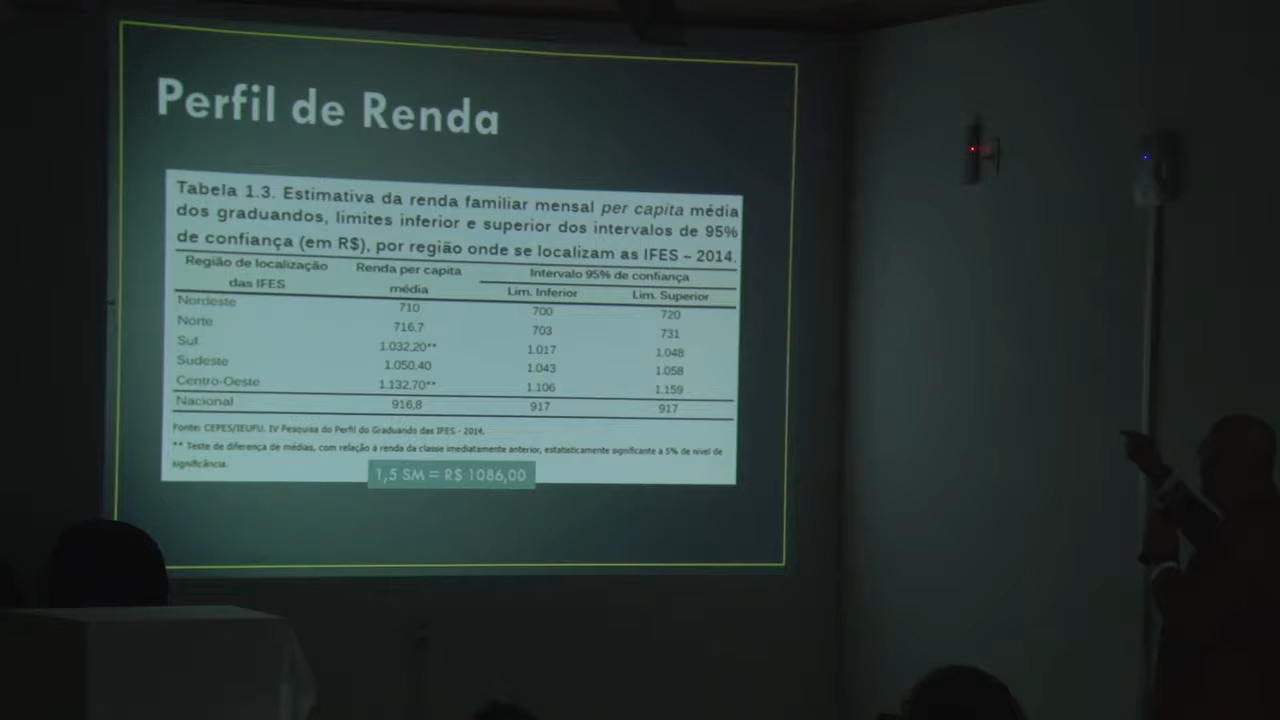 Perfil de Renda
Tabela 1.3. Estimativa da renda familiar mensal per capita média
dos graduandos, limites inferior e superior dos intervalos de 95%
de confiança (em R$), por região onde se localizam as IFES – 2014.
Região de localização das IFES Renda per capita média Intervalo 95% de confiança
Lim. Inferior Lim. Superior
Nordeste 710 700 720
Norte 716,7 703 731
Sul 1.032,20** 1.017 1.048
Sudeste 1.050,40 1.043 1.058
Centro-Oeste 1.132,70** 1.106 1.159
Nacional 916,8 917 917
Fonte: CEPES/IEUFU. IV Pesquisa do Perfil do Graduando das IFES - 2014.
** Teste de diferença de médias, com relação à renda da classe imediatamente anterior, estatisticamente significante a 5% de nível de
significância.
1,5 SM = R$ 1086,00